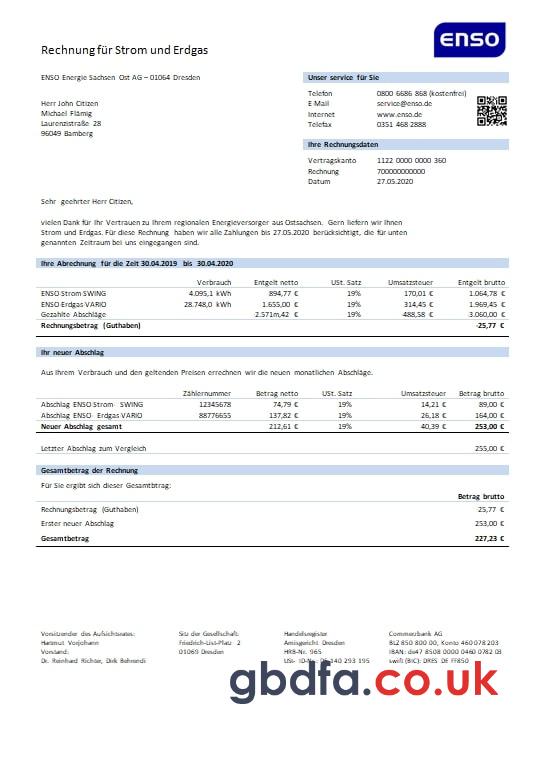 enso
Rechnung für Strom und Erdgas
ENSO Energie Sachsen Ost AG – 01064 Dresden
Herr John Citizen
Michael Flämig
Laurenzistraße 28
96049 Bamberg
Unser service für Sie
Telefon 0800 6686 868 (kostenfrei)
E-Mail service@enso.de
Internet www.enso.de
Telefax 0351 468 2888
Ihre Rechnungsdaten
Vertragskanto 1122 0000 0000 360
Rechnung 700000000000
Datum 27.05.2020
Sehr geehrter Herr Citizen,
vielen Dank für Ihr Vertrauen zu Ihrem regionalen Energieversorger aus Ostsachsen. Gern liefern wir Ihnen
Strom und Erdgas. Für diese Rechnung haben wir alle Zahlungen bis 27.05.2020 berücksichtigt, die für unten
genannten Zeitraum bei uns eingegangen sind.
Ihre Abrechnung für die Zeit 30.04.2019 bis 30.04.2020
Verbrauch Entgelt netto USt. Satz Umsatzsteuer Entgelt brutto
ENSO Strom SWING 4.095,1 kWh 894,77 € 19% 170,01 € 1.064,78 €
ENSO Erdgas VARIO 28.748,0 kWh 1.655,00 € 19% 314,45 € 1.969,45 €
Gezahlte Abschläge 2.571m,42 € 19% 488,58 € 3.060,00 €
Rechnungsbetrag (Guthaben) -25,77 €
Ihr neuer Abschlag
Aus Ihrem Verbrauch und den geltenden Preisen errechnen wir die neuen monatlichen Abschläge.
Zählernummer Betrag netto USt. Satz Umsatzsteuer Betrag brutto
Abschlag ENSO Strom SWING 12345678 74,79 € 19% 14,21 € 89,00 €
Abschlag ENSO Erdgas VARIO 88776655 137,82 € 19% 26,18 € 164,00 €
Neuer Abschlag gesamt 212,61 € 19% 40,39 € 253,00 €
Letzter Abschlag zum Vergleich 255,00 €
Gesamtbetrag der Rechnung
Für Sie ergibt sich dieser Gesamtbtrag:
Betrag brutto
Rechnungsbetrag (Guthaben) 25,77 €
Erster neuer Abschlag 253,00 €
Gesamtbetrag 227,23 €
Vorsitzender des Aufsichtsrates:
Hartmut Vorjohann
Vorstand:
Dr. Reinhard Richter, Dirk Behrendi
Sitz der Gesellschaft:
Friedrich-List-Platz 2
01069 Dresden
Handelsregister
Amtsgericht Dresden
HRB-Nr. 965
USt- ID-Nr.: DE 140 293 195
Commerzbank AG
BLZ 850 800 00, Konto 460 078 203
IBAN: de47 8508 0000 0460 0782 03
swift (BIC): DRES DE FF850
gbdfa.co.uk